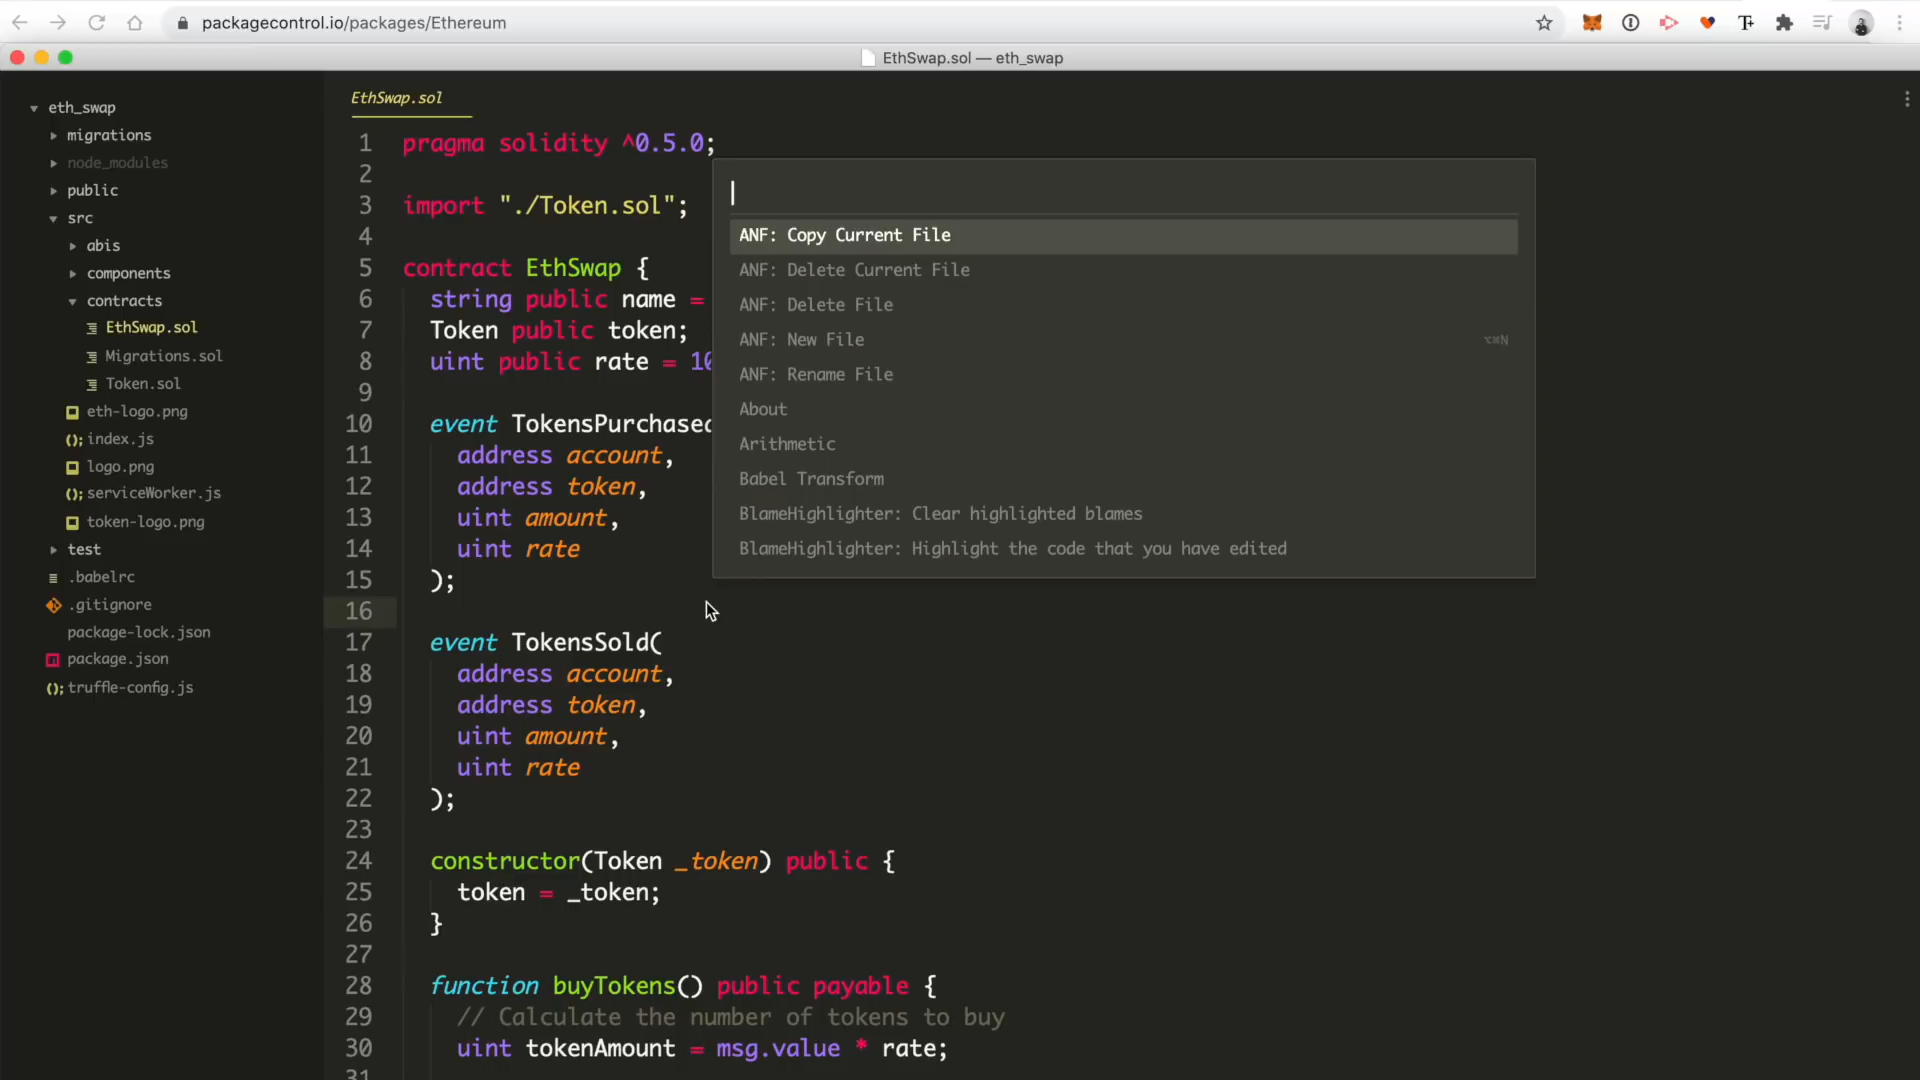 packagecontrol.io/packages/Ethereum
EthSwap.sol — eth_swap
eth_swap
migrations
node_modules
public
src
abis
components
contracts
EthSwap.sol
Migrations.sol
Token.sol
eth-logo.png
index.js
logo.png
serviceWorker.js
token-logo.png
test
.babelrc
.gitignore
package-lock.json
package.json
truffle-config.js
EthSwap.sol
1 pragma solidity ^0.5.0;
2
3 import "./Token.sol";
4
5 contract EthSwap {
6 string public name =
7 Token public token;
8 uint public rate = 10
9
10 event TokensPurchased
11 address account,
12 address token,
13 uint amount,
14 uint rate
15 );
16
17 event TokensSold(
18 address account,
19 address token,
20 uint amount,
21 uint rate
22 );
23
24 constructor(Token _token) public {
25 token = _token;
26 }
27
28 function buyTokens() public payable {
29 // Calculate the number of tokens to buy
30 uint tokenAmount = msg.value * rate;
31
ANF: Copy Current File
ANF: Delete Current File
ANF: Delete File
ANF: New File ⌥⌘N
ANF: Rename File
About
Arithmetic
Babel Transform
BlameHighlighter: Clear highlighted blames
BlameHighlighter: Highlight the code that you have edited